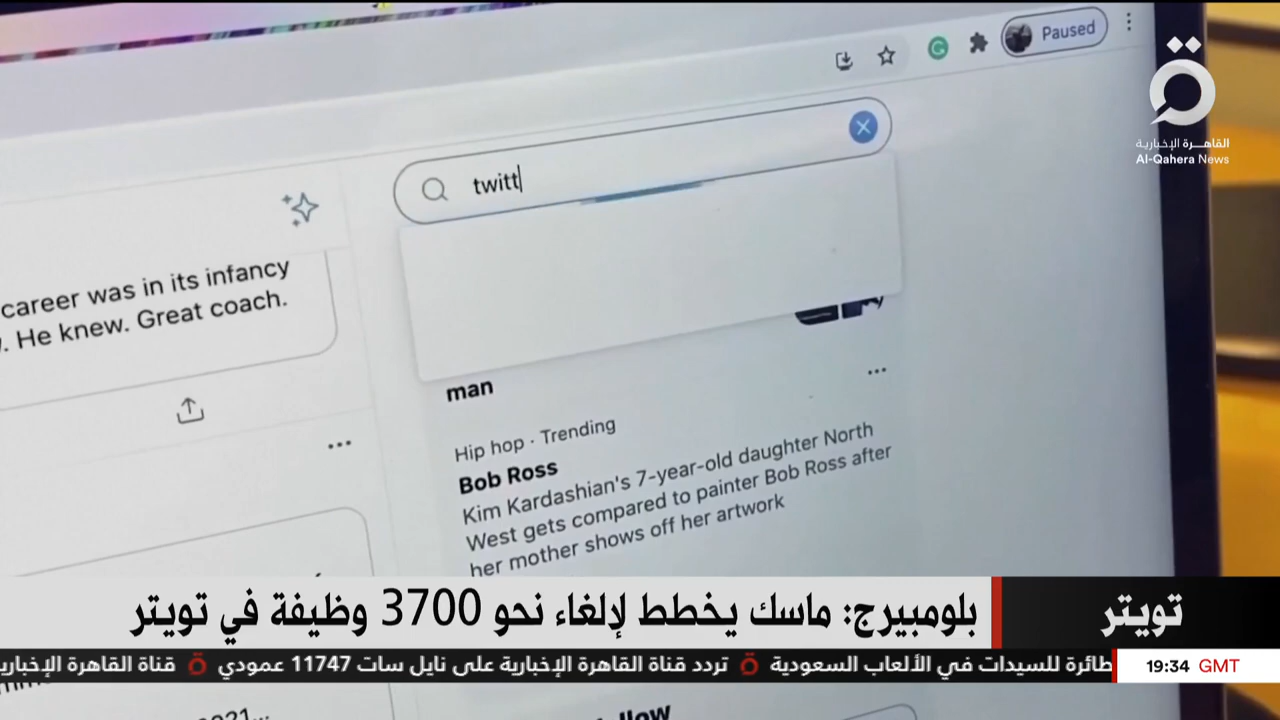 Paused
القاهرة الإخبارية
Al-Qahera News
twitt
career was in its infancy
. He knew. Great coach.
man
Hip hop · Trending
Bob Ross
Kim Kardashian's 7-year-old daughter North
West gets compared to painter Bob Ross after
her mother shows off her artwork
تويتر
بلومبيرج: ماسك يخطط لإلغاء نحو 3700 وظيفة في تويتر
19:34 GMT
طائرة للسيدات في الألعاب السعودية تردد قناة القاهرة الإخبارية على نايل سات 11747 عمودي قناة القاهرة الإخباري